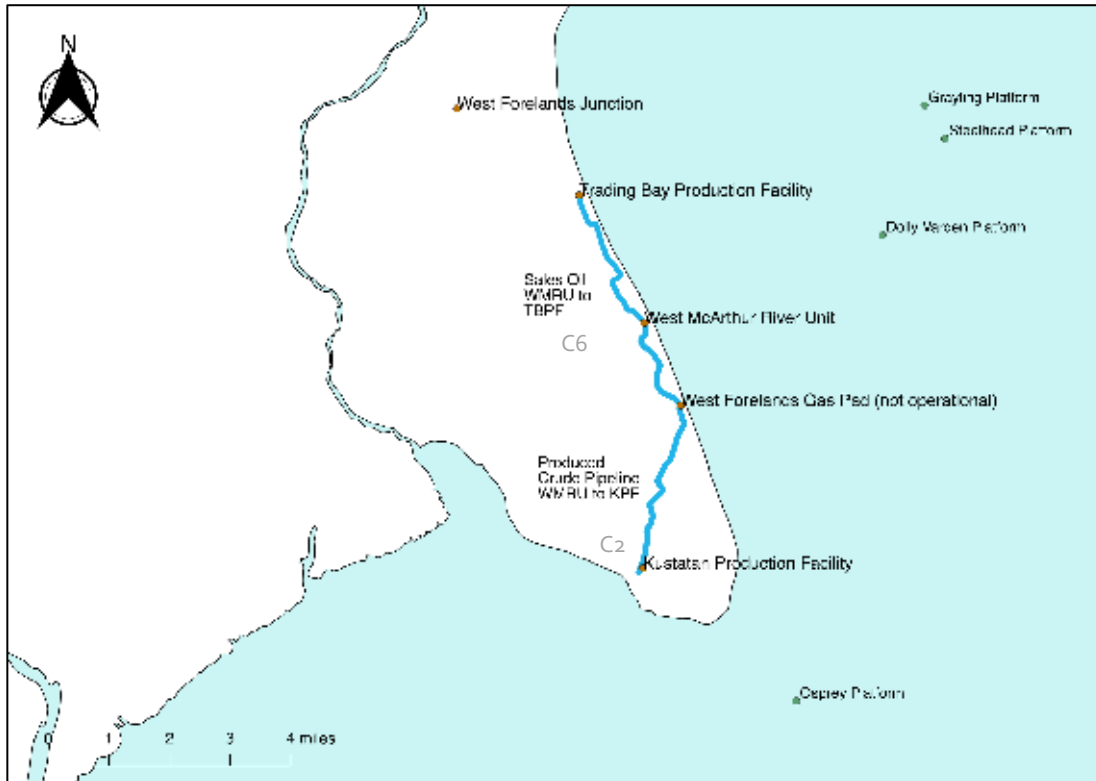 N
West Forelands Junction
Grayling Platform
Steelhead Platform
Trading Bay Production Facility
Dolly Varden Platform
Sales Oil
WMRU to
TBPF
West McArthur River Unit
C6
West Forelands Gas Pad (not operational)
Produced
Crude Pipeline
WMRU to KPF
C2
Kustatan Production Facility
Osprey Platform
0 1 2 3 4 miles